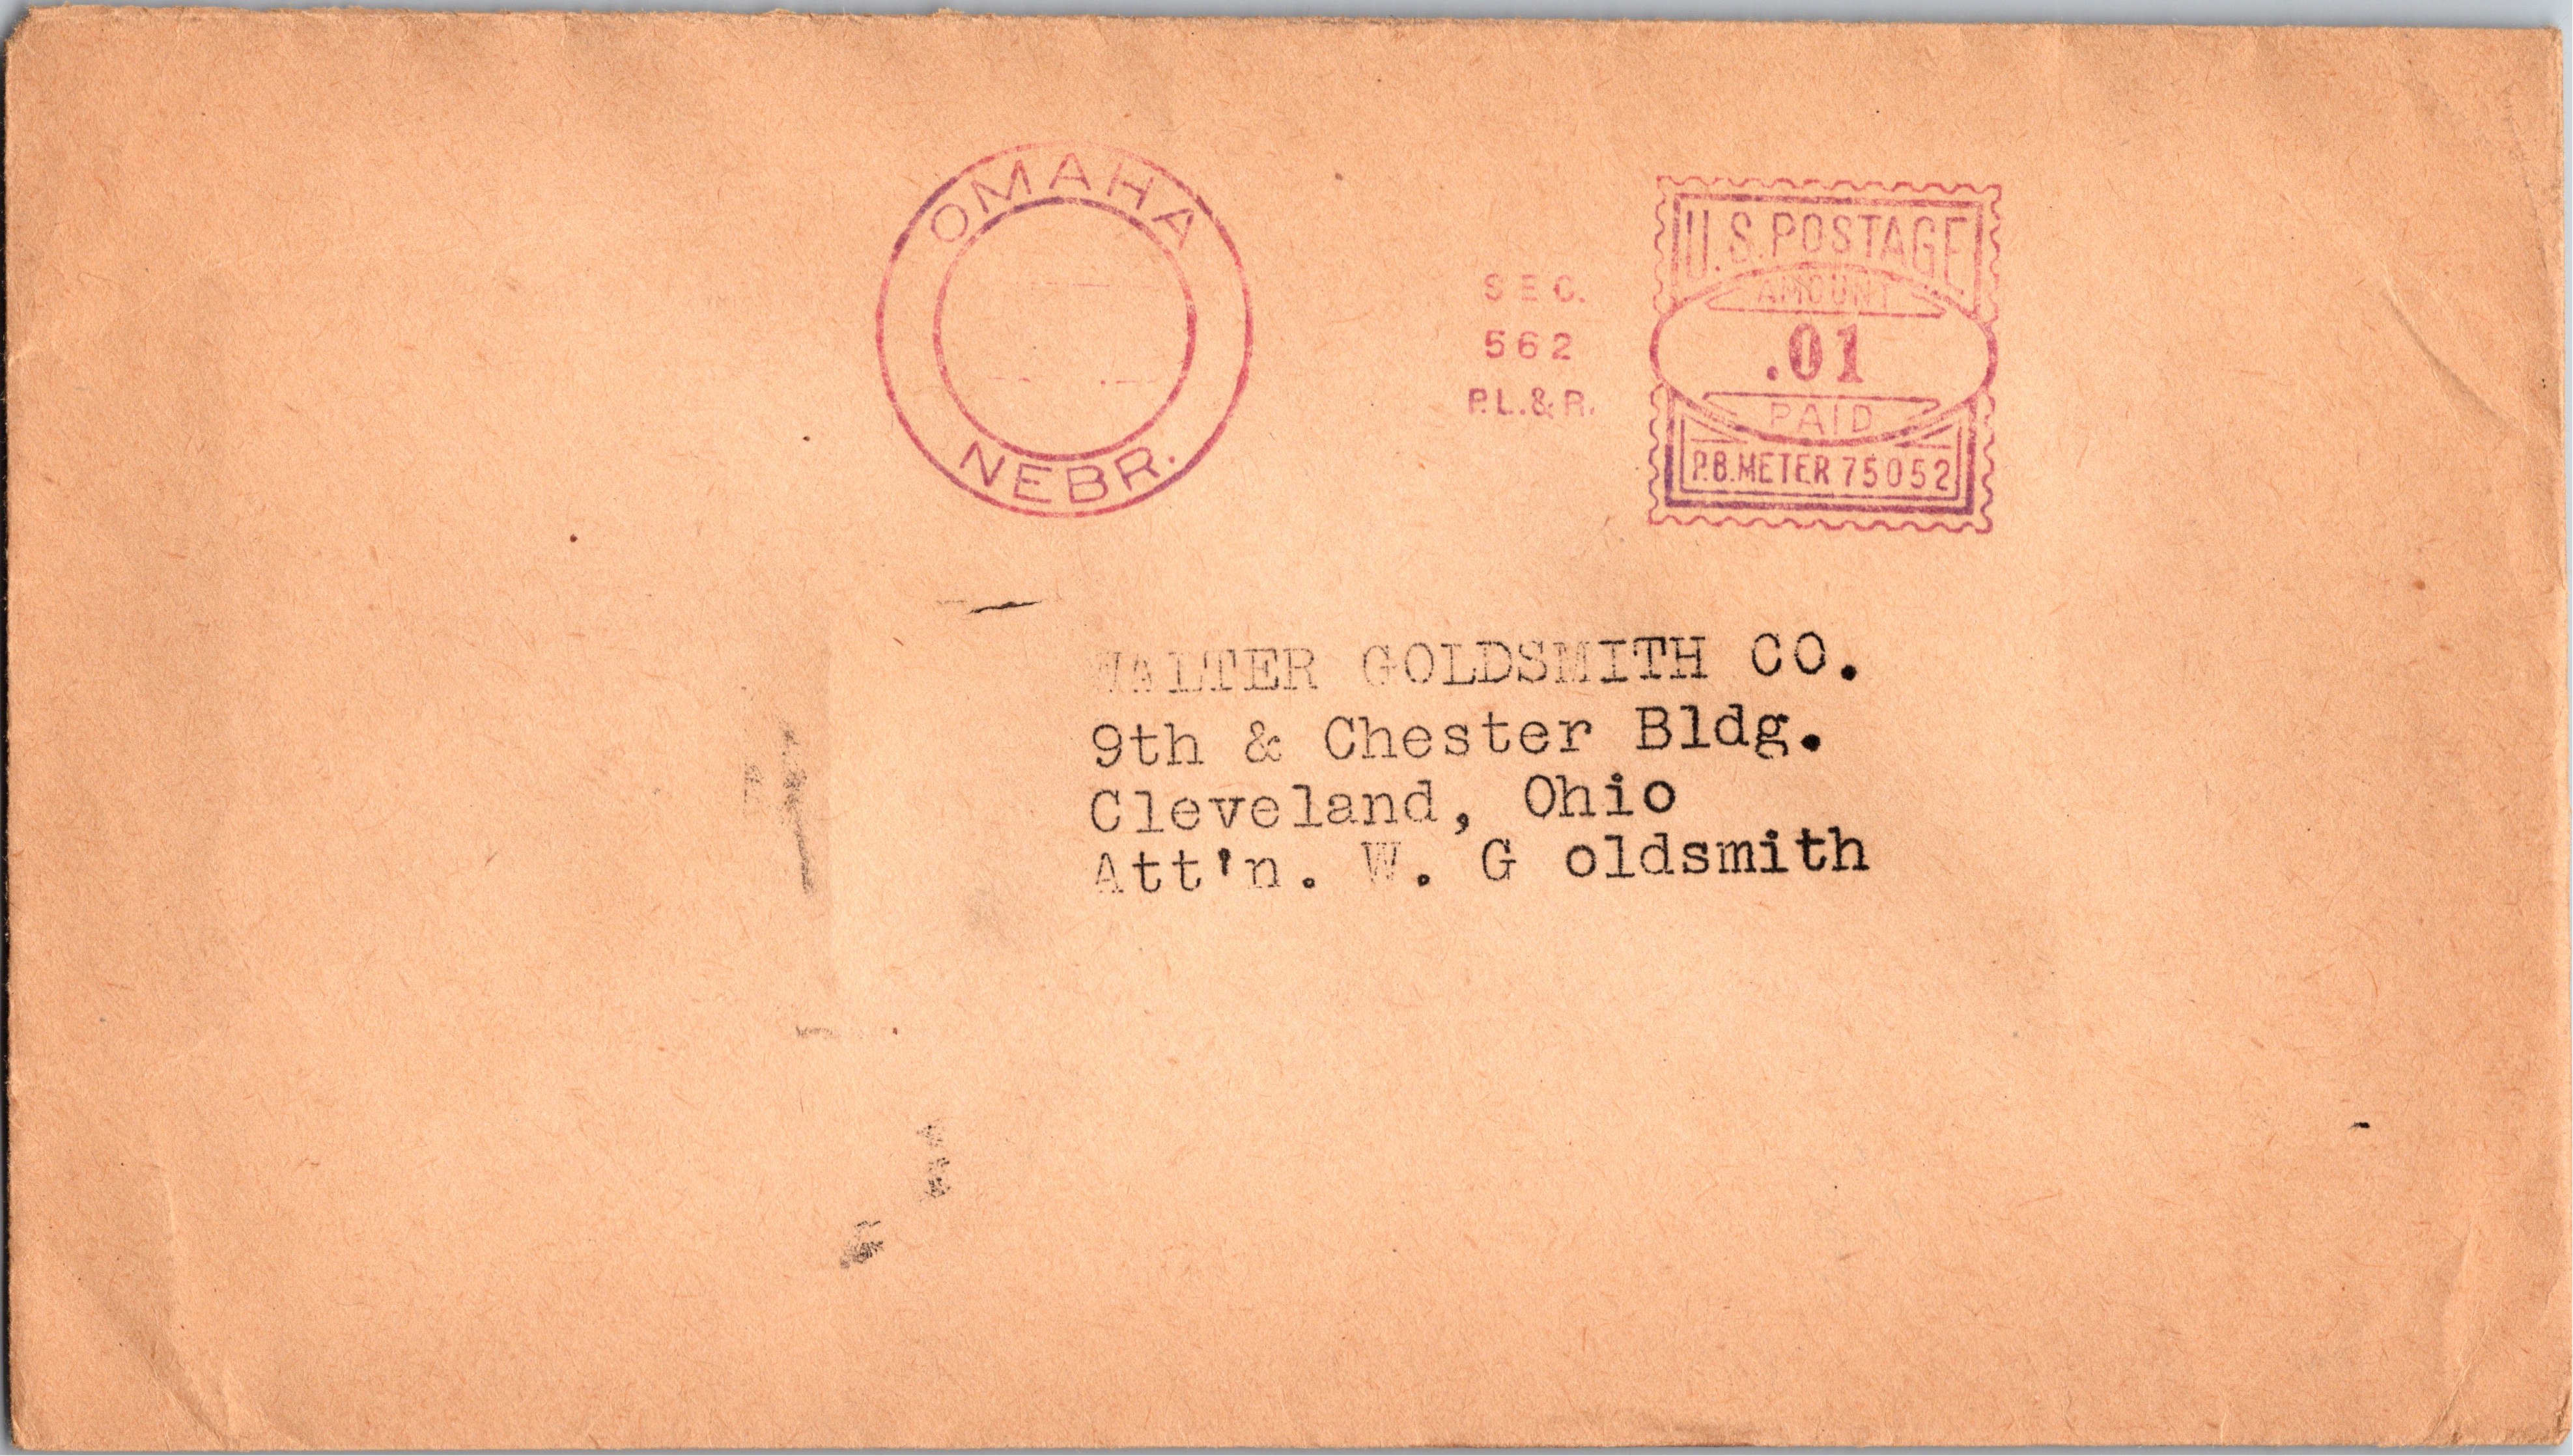 OMAHA
NEBR.
SEC.
562
P.L.&R.
U.S. POSTAGE
AMOUNT
.01
PAID
P.B. METER 75052
WALTER GOLDSMITH CO.
9th & Chester Bldg.
Cleveland, Ohio
Att'n. W. G oldsmith